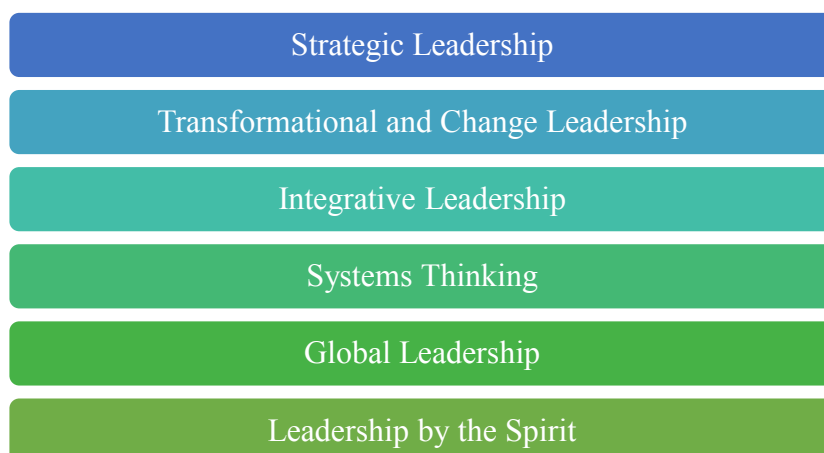 Strategic Leadership
Transformational and Change Leadership
Integrative Leadership
Systems Thinking
Global Leadership
Leadership by the Spirit